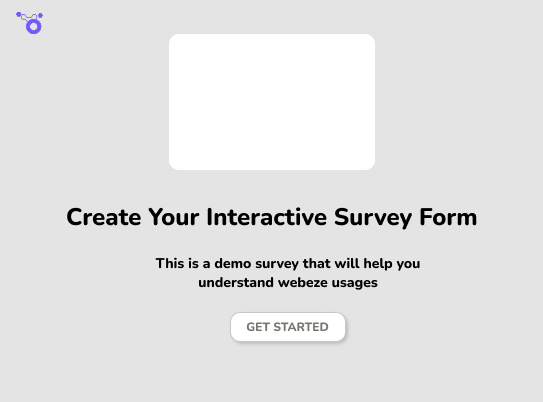 Create Your Interactive Survey Form
This is a demo survey that will help you
understand webeze usages
GET STARTED